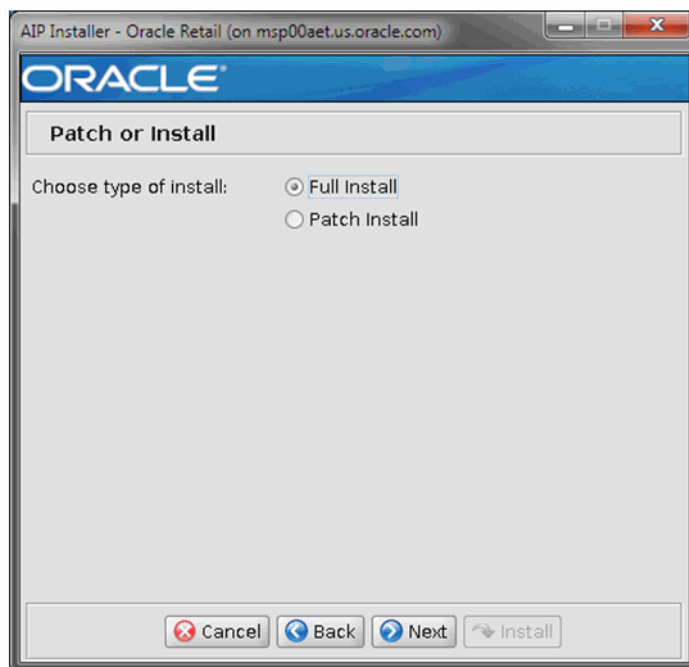 AIP Installer - Oracle Retail (on msp00aet.us.oracle.com)
ORACLE®
Patch or Install
Choose type of install:
Full Install
Patch Install
Cancel
Back
Next
Install